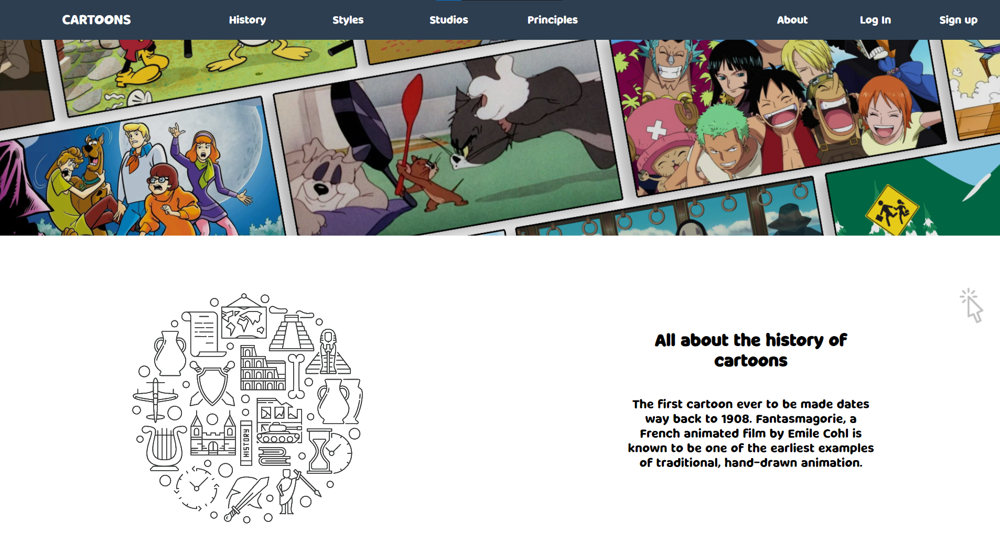 CARTOONS History Styles Studios Principles About Log In Sign up
HISTORY
All about the history of
cartoons
The first cartoon ever to be made dates
way back to 1908. Fantasmagorie, a
French animated film by Emile Cohl is
known to be one of the earliest examples
of traditional, hand-drawn animation.